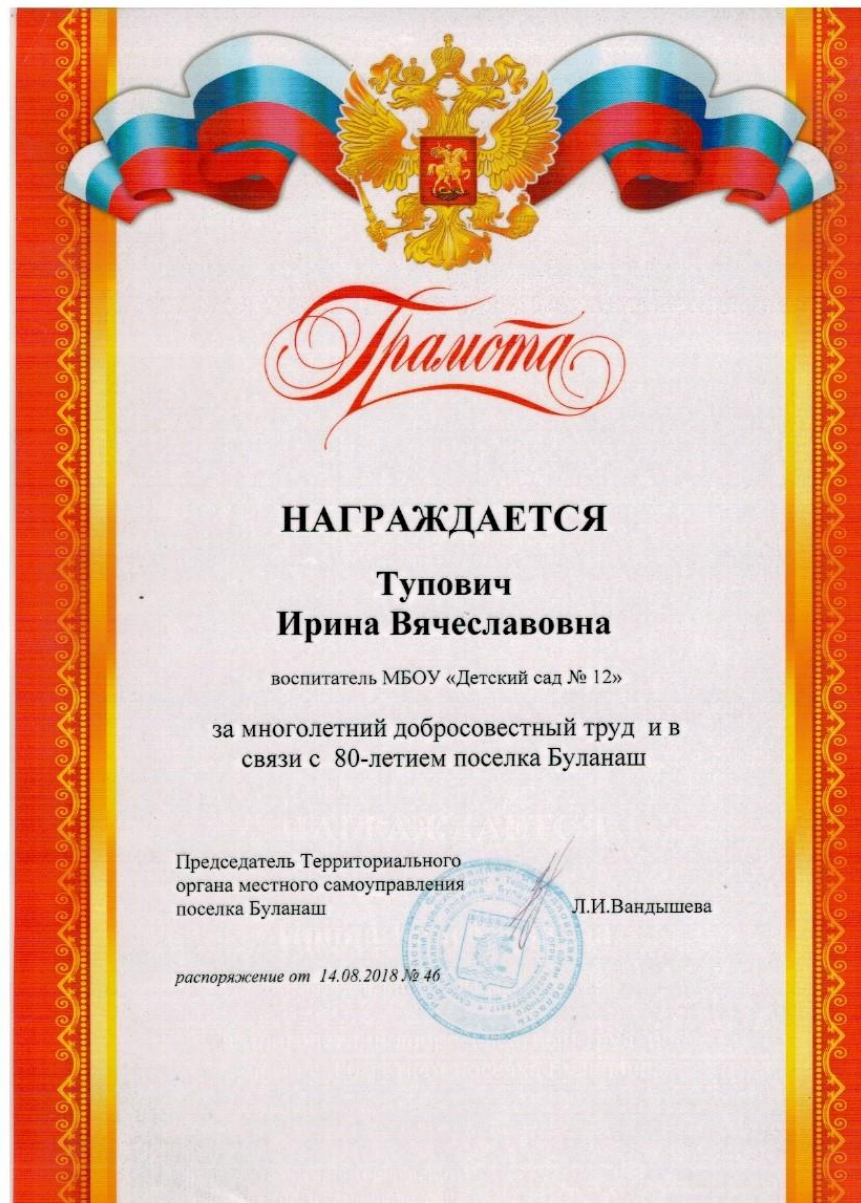 Грамота
НАГРАЖДАЕТСЯ
Тупович
Ирина Вячеславовна
воспитатель МБОУ «Детский сад № 12»
за многолетний добросовестный труд и в
связи с 80-летием поселка Буланаш
Председатель Территориального
органа местного самоуправления
поселка Буланаш
Л.И.Вандышева
распоряжение от 14.08.2018 № 46